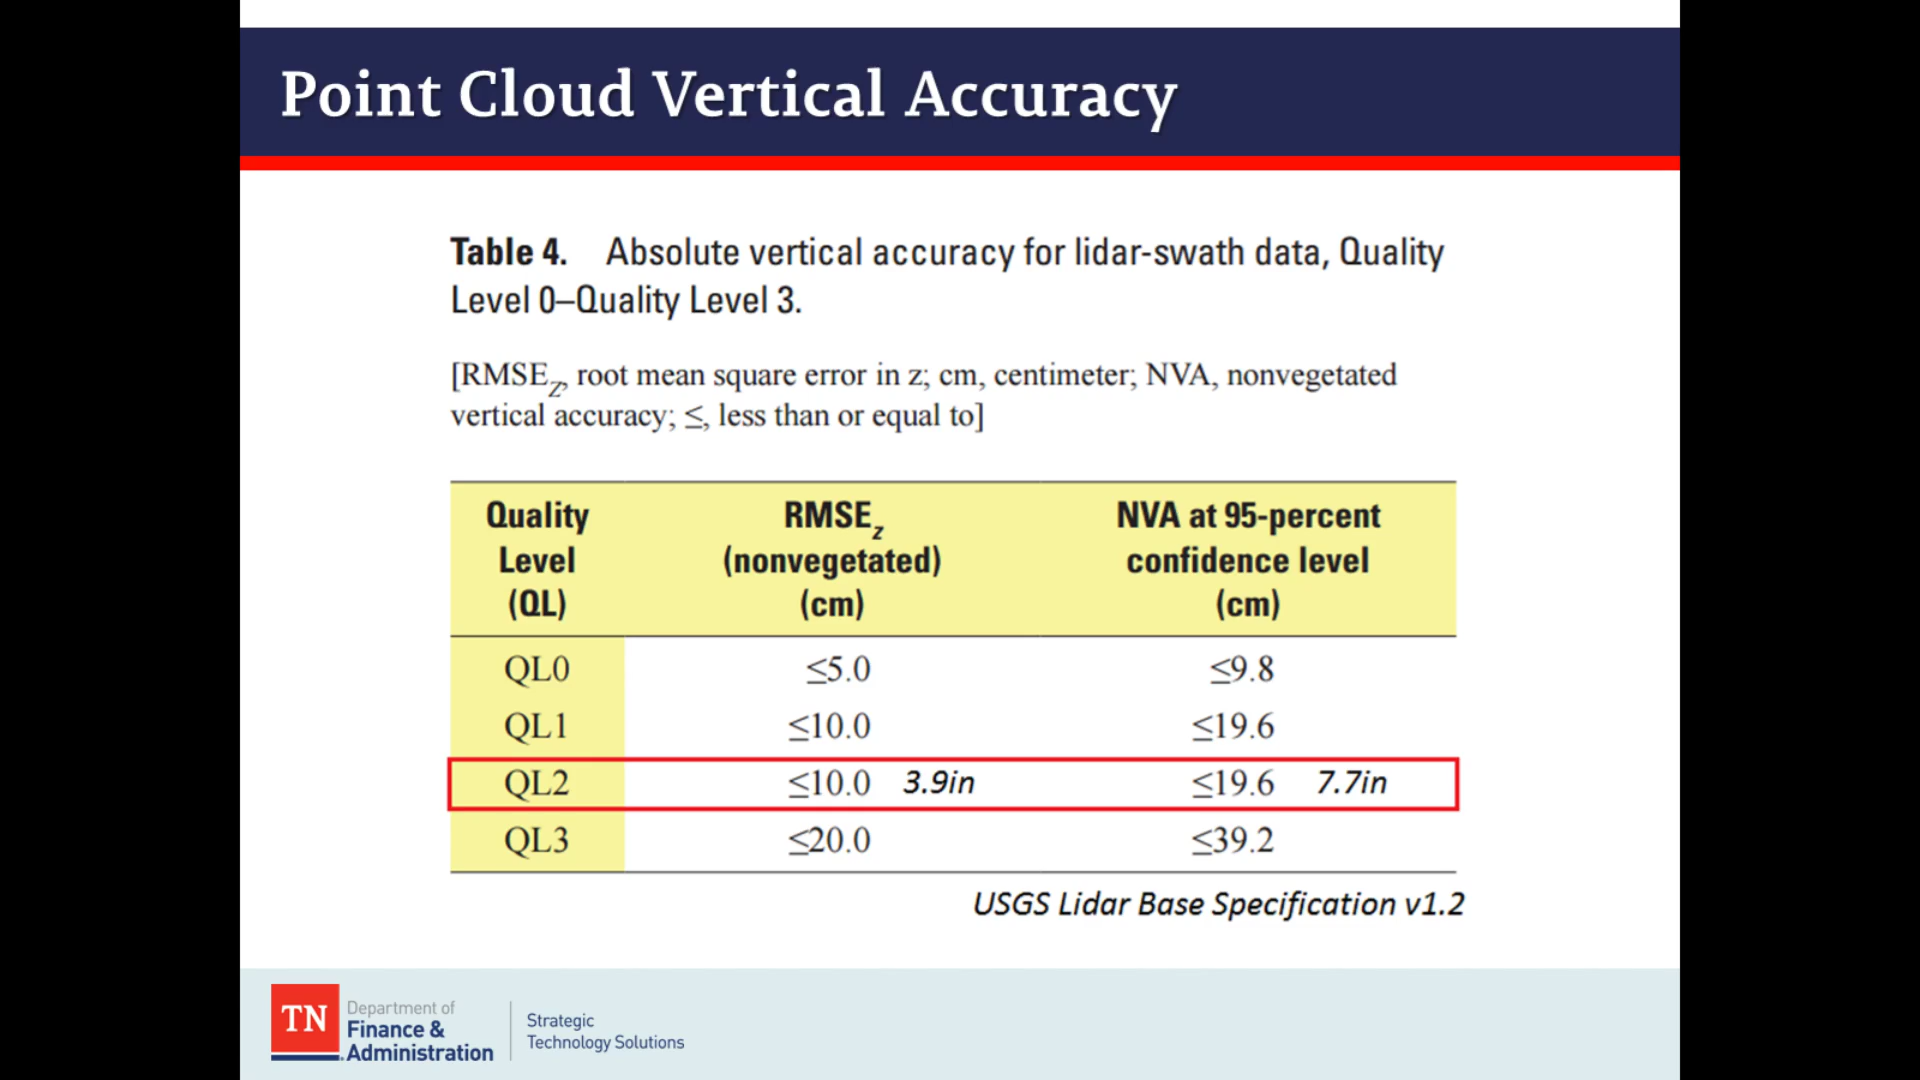 Point Cloud Vertical Accuracy
Table 4. Absolute vertical accuracy for lidar-swath data, Quality
Level 0–Quality Level 3.
[RMSEZ, root mean square error in z; cm, centimeter; NVA, nonvegetated
vertical accuracy; ≤, less than or equal to]
Quality Level (QL) RMSEz (nonvegetated) (cm) NVA at 95-percent confidence level (cm)
QL0 ≤5.0 ≤9.8
QL1 ≤10.0 ≤19.6
QL2 ≤10.0 3.9in ≤19.6 7.7in
QL3 ≤20.0 ≤39.2
USGS Lidar Base Specification v1.2
TN
Department of
Finance &
Administration
Strategic
Technology Solutions